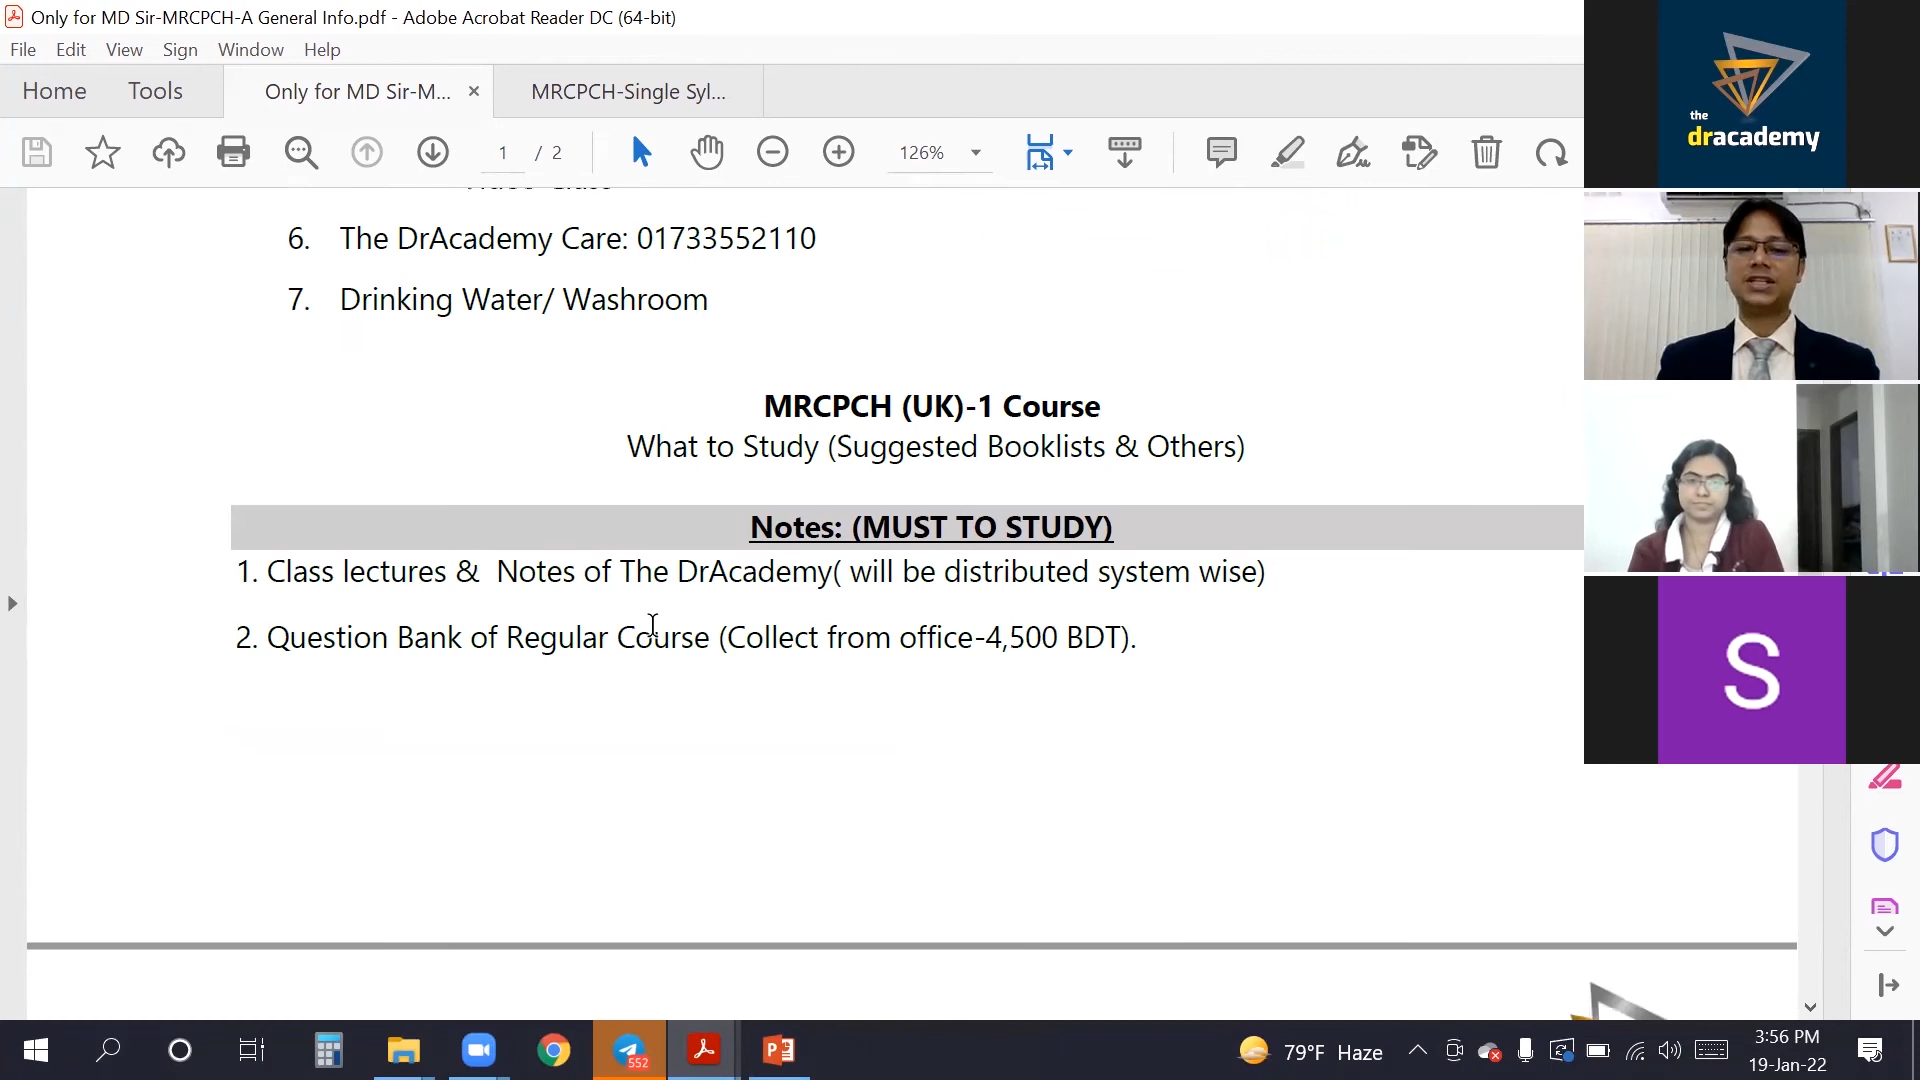 Only for MD Sir-MRCPCH-A General Info.pdf - Adobe Acrobat Reader DC (64-bit)
File Edit View Sign Window Help
Home Tools Only for MD Sir-M... × MRCPCH-Single Syl...
1 / 2 126%
6. The DrAcademy Care: 01733552110
7. Drinking Water/ Washroom
MRCPCH (UK)-1 Course
What to Study (Suggested Booklists & Others)
Notes: (MUST TO STUDY)
1. Class lectures & Notes of The DrAcademy( will be distributed system wise)
2. Question Bank of Regular Course (Collect from office-4,500 BDT).
the
dracademy
S
552
79°F Haze
3:56 PM
19-Jan-22